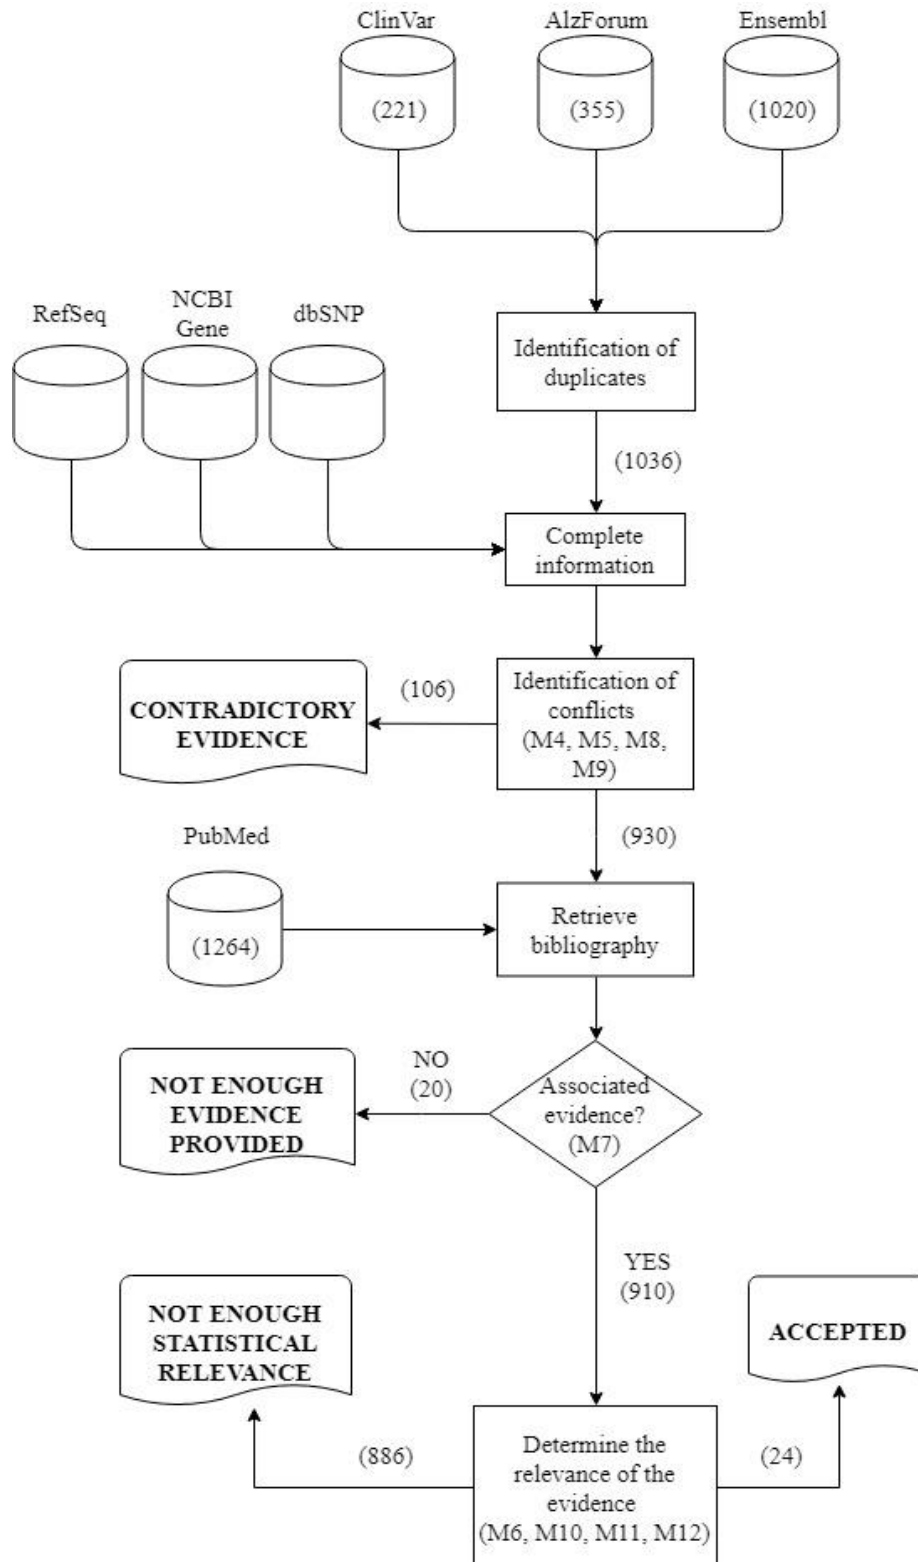 ClinVar
AlzForum
Ensembl
(221)
(355)
(1020)
RefSeq
NCBI
Gene
dbSNP
Identification of
duplicates
(1036)
Complete
information
Identification of
conflicts
(M4, M5, M8,
M9)
(106)
CONTRADICTORY
EVIDENCE
(930)
PubMed
(1264)
Retrieve
bibliography
NO
(20)
Associated
evidence?
(M7)
NOT ENOUGH
EVIDENCE
PROVIDED
YES
(910)
NOT ENOUGH
STATISTICAL
RELEVANCE
ACCEPTED
(886)
Determine the
relevance of the
evidence
(M6, M10, M11, M12)
(24)